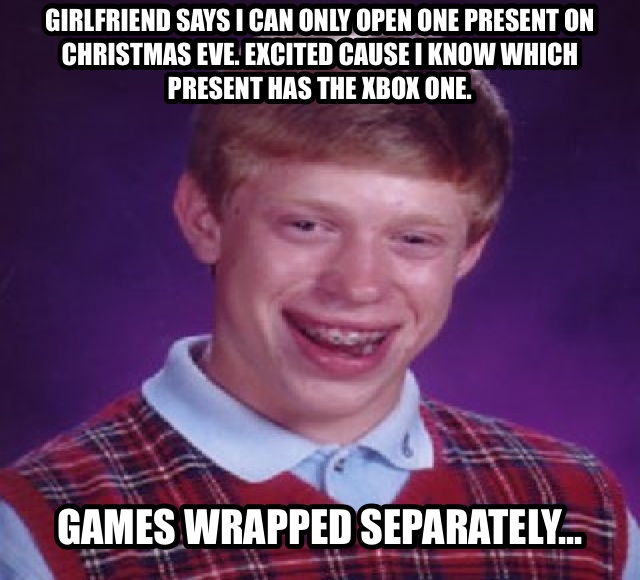 GIRLFRIEND SAYS I CAN ONLY OPEN ONE PRESENT ON
CHRISTMAS EVE. EXCITED CAUSE I KNOW WHICH
PRESENT HAS THE XBOX ONE.
GAMES WRAPPED SEPARATELY...